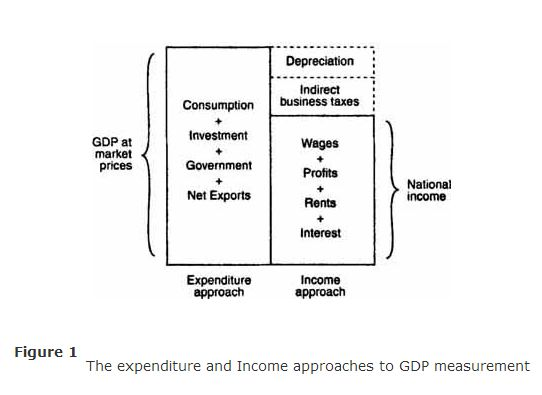 GDP at
market
prices
Consumption
+
Investment
+
Government
+
Net Exports
Expenditure
approach
Depreciation
Indirect
business taxes
Wages
+
Profits
+
Rents
+
Interest
Income
approach
National
income
Figure 1
The expenditure and Income approaches to GDP measurement